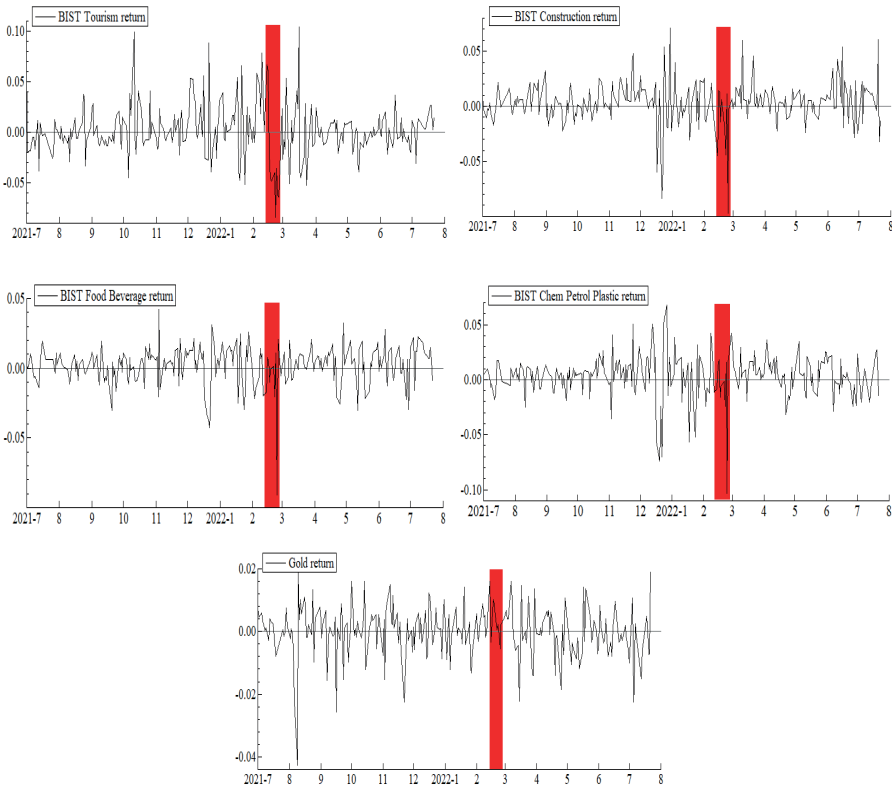 BIST Tourism return
0.10
0.05
0.00
-0.05
2021-7 8 9 10 11 12 2022-1 2 3 4 5 6 7 8
BIST Construction return
0.05
0.00
-0.05
2021-7 8 9 10 11 12 2022-1 2 3 4 5 6 7 8
BIST Food Beverage return
0.05
0.00
-0.05
2021-7 8 9 10 11 12 2022-1 2 3 4 5 6 7 8
BIST Chem Petrol Plastic return
0.05
0.00
-0.05
-0.10
2021-7 8 9 10 11 12 2022-1 2 3 4 5 6 7 8
Gold return
0.02
0.00
-0.02
-0.04
2021-7 8 9 10 11 12 2022-1 2 3 4 5 6 7 8